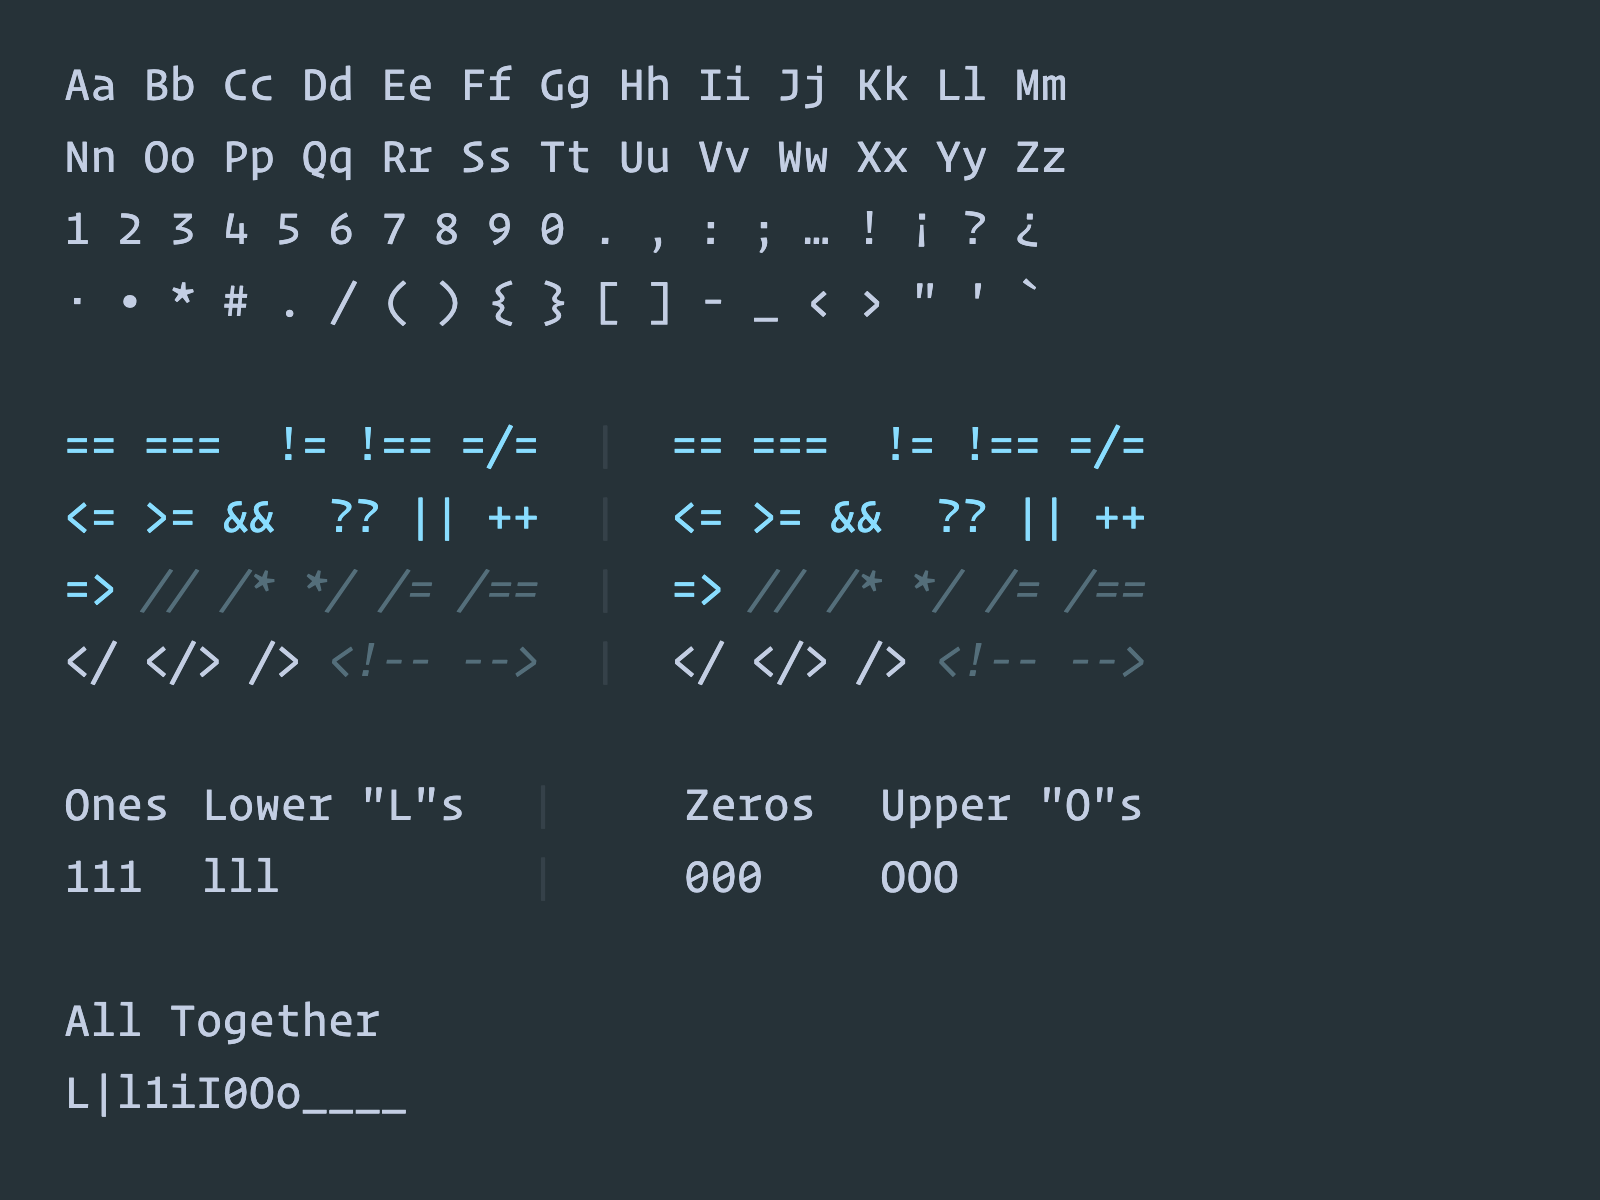 Aa Bb Cc Dd Ee Ff Gg Hh Ii Jj Kk Ll Mm
Nn Oo Pp Qq Rr Ss Tt Uu Vv Ww Xx Yy Zz
1 2 3 4 5 6 7 8 9 0 . , : ; … ! ¡ ? ¿
· • * # . / ( ) { } [ ] - _ < > " ' `
== ===  != !== =/=  |  == ===  != !== =/=
<= >= &&  ?? || ++  |  <= >= &&  ?? || ++
=> // /* */ /= /==  |  => // /* */ /= /==
</ </> /> <!-- -->  |  </ </> /> <!-- -->
Ones Lower "L"s  |  Zeros Upper "O"s
111 lll  |  000 OOO
All Together
L|l1iI0Oo____